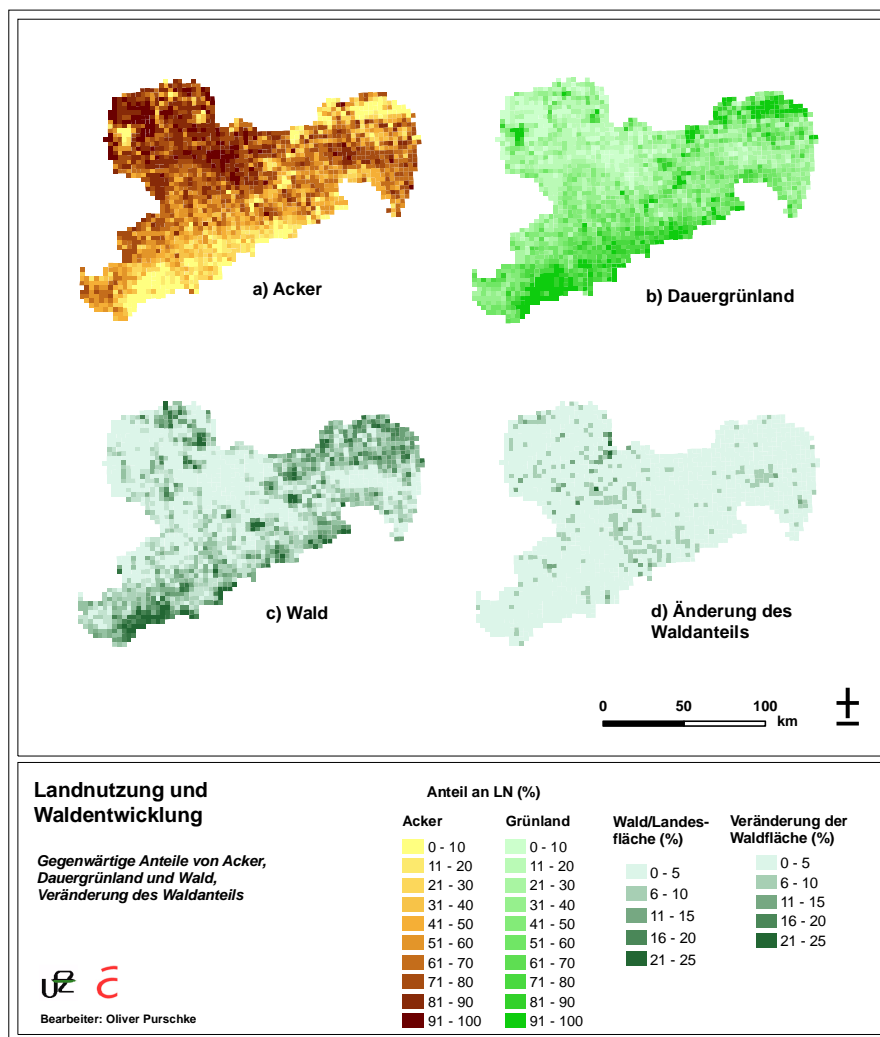 a) Acker
b) Dauergrünland
c) Wald
d) Änderung des
Waldanteils
0 50 100
km
Landnutzung und
Waldentwicklung
Gegenwärtige Anteile von Acker,
Dauergrünland und Wald,
Veränderung des Waldanteils
UFZ
Bearbeiter: Oliver Purschke
Anteil an LN (%)
Acker
0 - 10
11 - 20
21 - 30
31 - 40
41 - 50
51 - 60
61 - 70
71 - 80
81 - 90
91 - 100
Grünland
0 - 10
11 - 20
21 - 30
31 - 40
41 - 50
51 - 60
61 - 70
71 - 80
81 - 90
91 - 100
Wald/Landes-
fläche (%)
0 - 5
6 - 10
11 - 15
16 - 20
21 - 25
Veränderung der
Waldfläche (%)
0 - 5
6 - 10
11 - 15
16 - 20
21 - 25